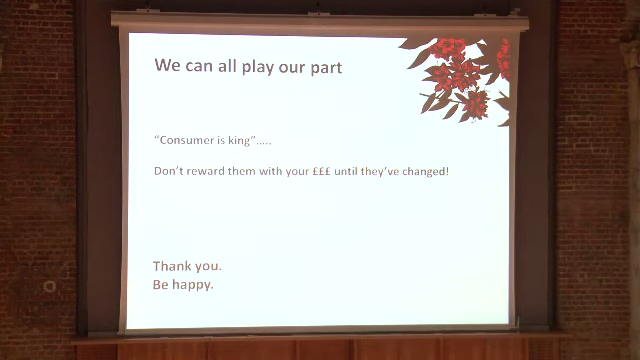 We can all play our part
“Consumer is king”.....
Don’t reward them with your £££ until they’ve changed!
Thank you.
Be happy.